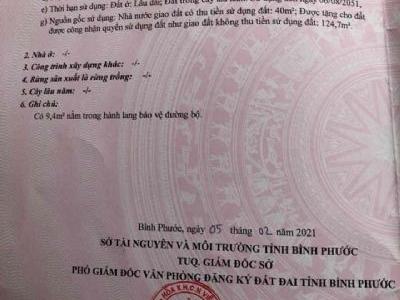 e) Thời hạn sử dụng: Đất ở: Lâu dài; Đất trồng cây 06/08/2051,
g) Nguồn gốc sử dụng: Nhà nước giao đất có thu tiền sử dụng đất: 40m²; Được tặng cho đất
được công nhận quyền sử dụng đất như giao đất không thu tiền sử dụng đất: 124,7m².
2. Nhà ở: -/-
3. Công trình xây dựng khác: -/-
4. Rừng sản xuất là rừng trồng: -/-
5. Cây lâu năm: -/-
6. Ghi chú:
Có 9,4m² nằm trong hành lang bảo vệ đường bộ.
Bình Phước, ngày 05 tháng 02 năm 2021
SỞ TÀI NGUYÊN VÀ MÔI TRƯỜNG TỈNH BÌNH PHƯỚC
TUQ. GIÁM ĐỐC SỞ
PHÓ GIÁM ĐỐC VĂN PHÒNG ĐĂNG KÝ ĐẤT ĐAI TỈNH BÌNH PHƯỚC